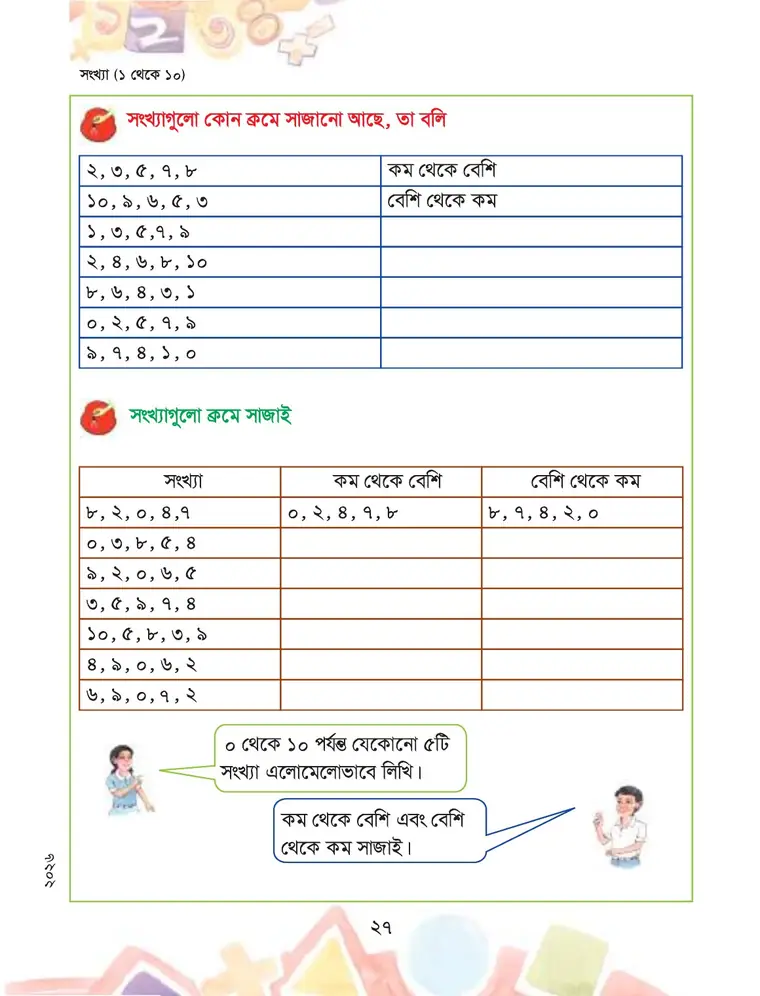 সংখ্যা (১ থেকে ১০)
সংখ্যাগুলো কোন ক্রমে সাজানো আছে, তা বলি
২, ৩, ৫, ৭, ৮ কম থেকে বেশি
১০, ৯, ৬, ৫, ৩ বেশি থেকে কম
১, ৩, ৫,৭, ৯
২, ৪, ৬, ৮, ১০
৮, ৬, ৪, ৩, ১
০, ২, ৫, ৭, ৯
৯, ৭, ৪, ১, ০
সংখ্যাগুলো ক্রমে সাজাই
সংখ্যা কম থেকে বেশি বেশি থেকে কম
৮, ২, ০, ৪,৭ ০, ২, ৪, ৭, ৮ ৮, ৭, ৪, ২, ০
০, ৩, ৮, ৫, ৪
৯, ২, ০, ৬, ৫
৩, ৫, ৯, ৭, ৪
১০, ৫, ৮, ৩, ৯
৪, ৯, ০, ৬, ২
৬, ৯, ০, ৭, ২
০ থেকে ১০ পর্যন্ত যেকোনো ৫টি
সংখ্যা এলোমেলোভাবে লিখি।
কম থেকে বেশি এবং বেশি
থেকে কম সাজাই।
২০২৬
২৭